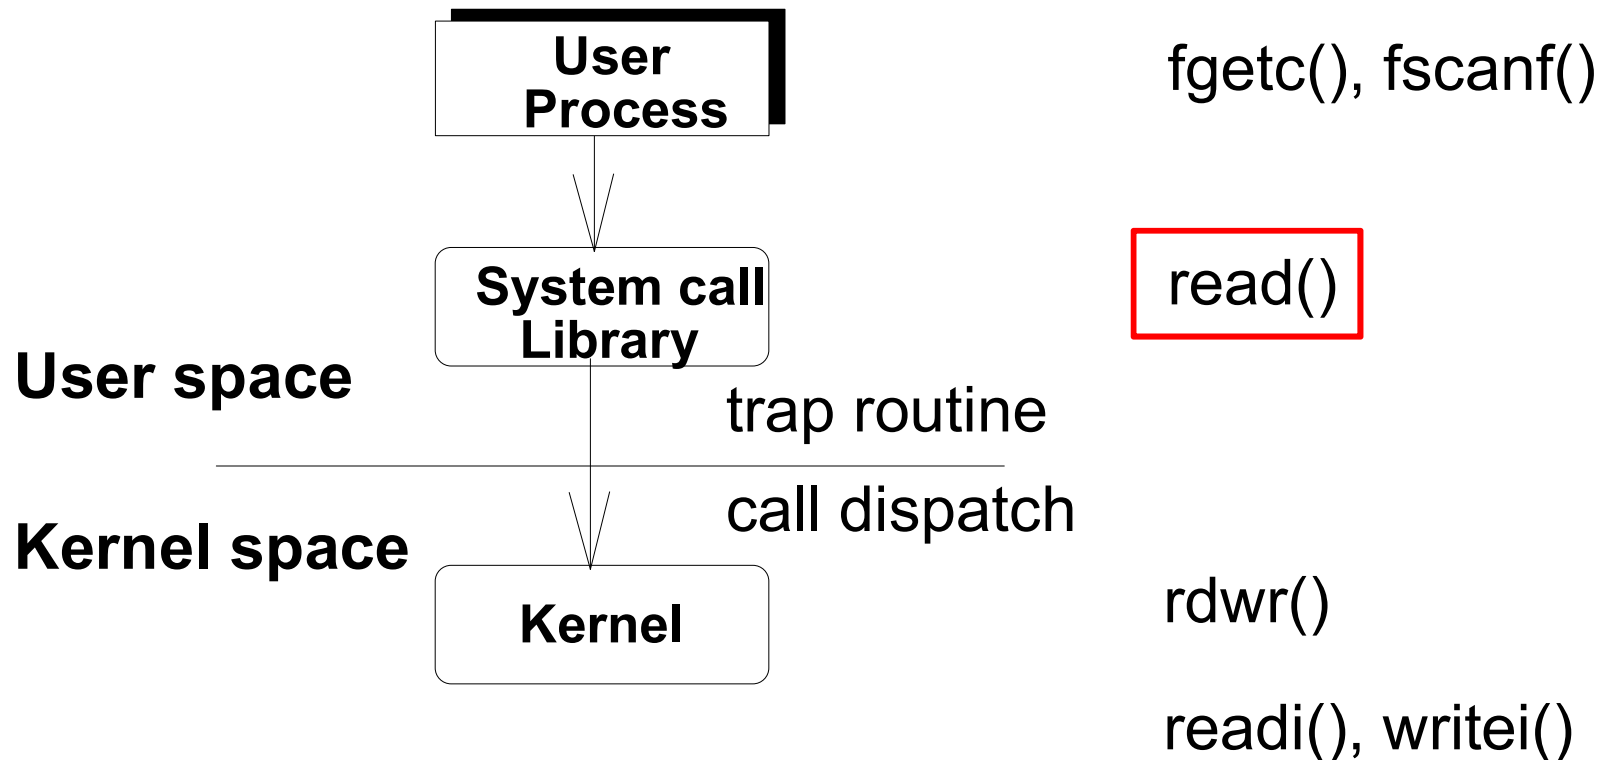 User
Process
fgetc(), fscanf()
System call
Library
read()
User space
trap routine
call dispatch
Kernel space
Kernel
rdwr()
readi(), writei()